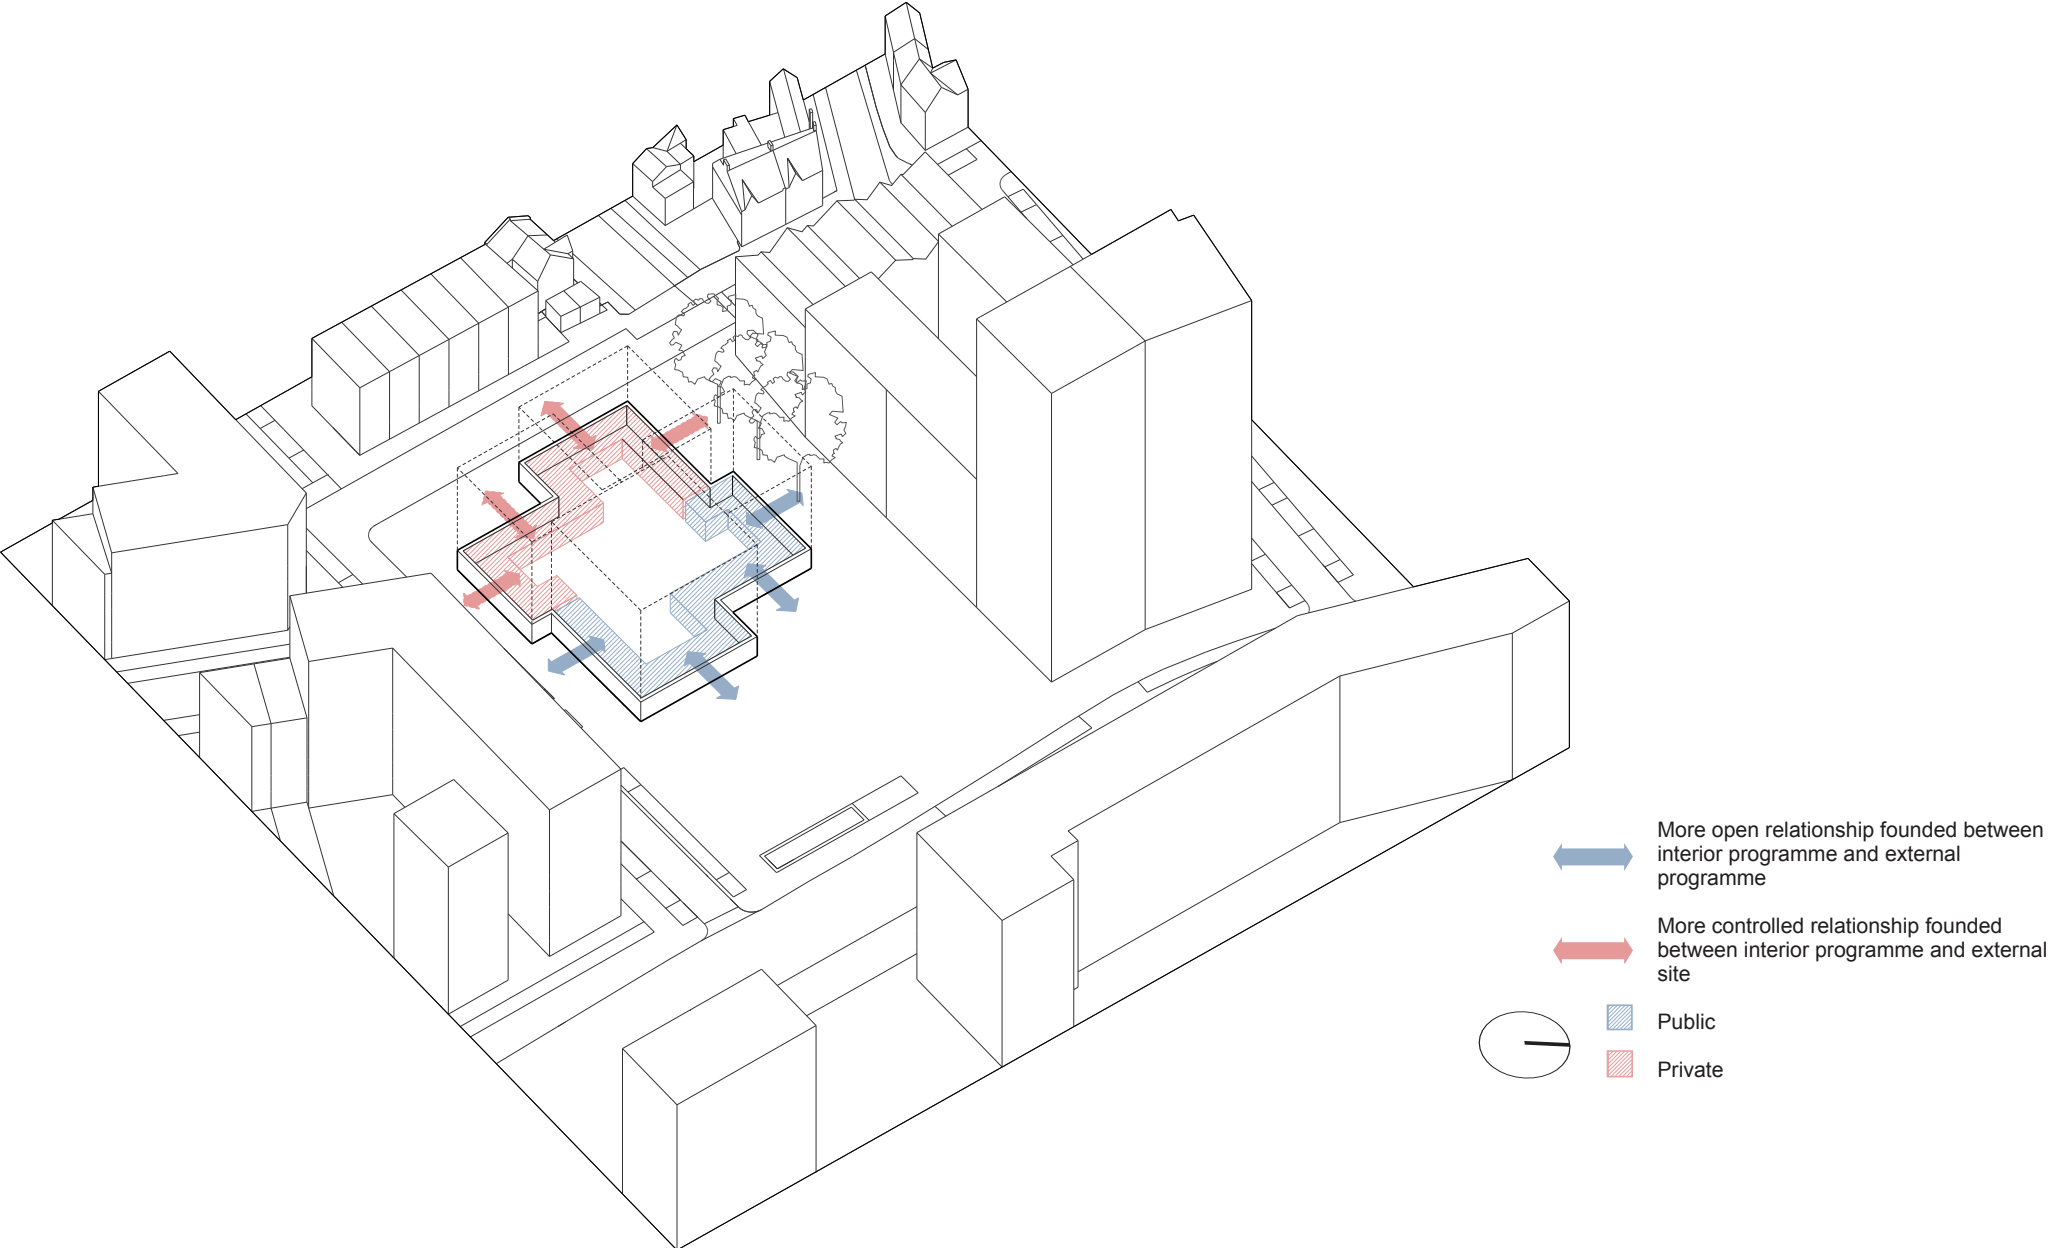 More open relationship founded between
interior programme and external
programme
More controlled relationship founded
between interior programme and external
site
Public
Private